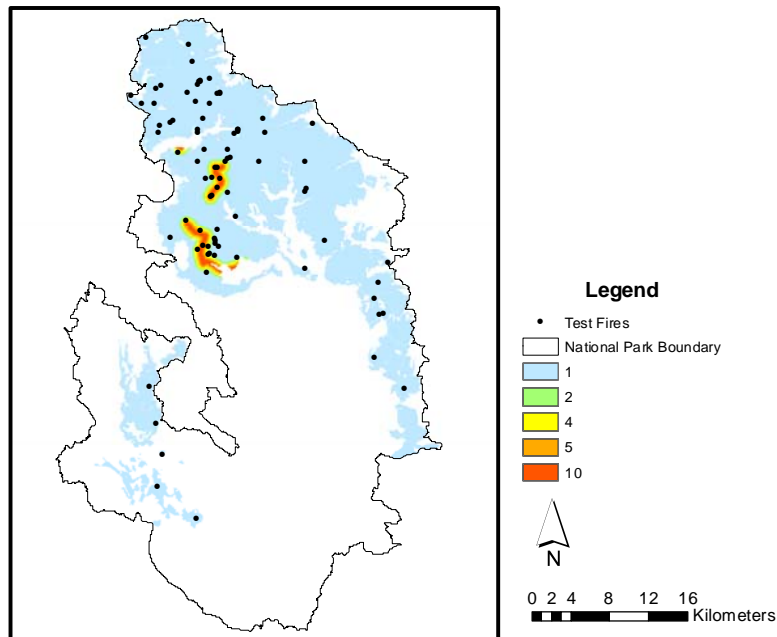 Legend
Test Fires
National Park Boundary
1
2
4
5
10
N
0 2 4 8 12 16
Kilometers